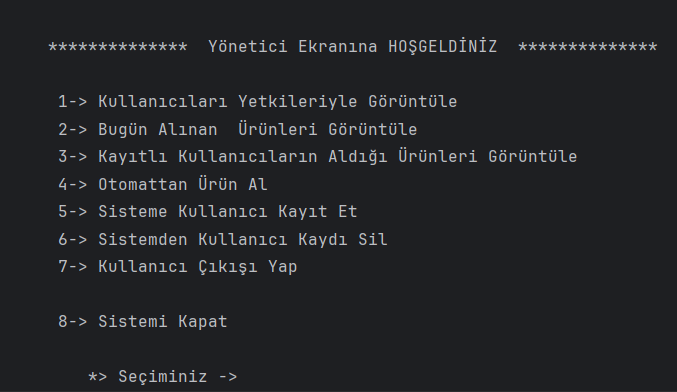 ************** Yönetici Ekranına HOŞGELDİNİZ **************
1-> Kullanıcıları Yetkileriyle Görüntüle
2-> Bugün Alınan  Ürünleri Görüntüle
3-> Kayıtlı Kullanıcıların Aldığı Ürünleri Görüntüle
4-> Otomattan Ürün Al
5-> Sisteme Kullanıcı Kayıt Et
6-> Sistemden Kullanıcı Kaydı Sil
7-> Kullanıcı Çıkışı Yap
8-> Sistemi Kapat
*> Seçiminiz ->